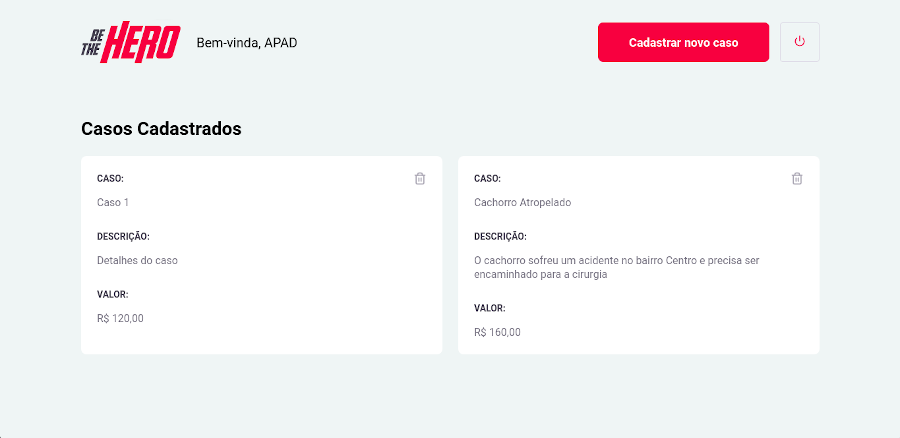 BE
THE HERO
Bem-vinda, APAD
Cadastrar novo caso
Casos Cadastrados
CASO:
Caso 1
DESCRIÇÃO:
Detalhes do caso
VALOR:
R$ 120,00
CASO:
Cachorro Atropelado
DESCRIÇÃO:
O cachorro sofreu um acidente no bairro Centro e precisa ser
encaminhado para a cirurgia
VALOR:
R$ 160,00